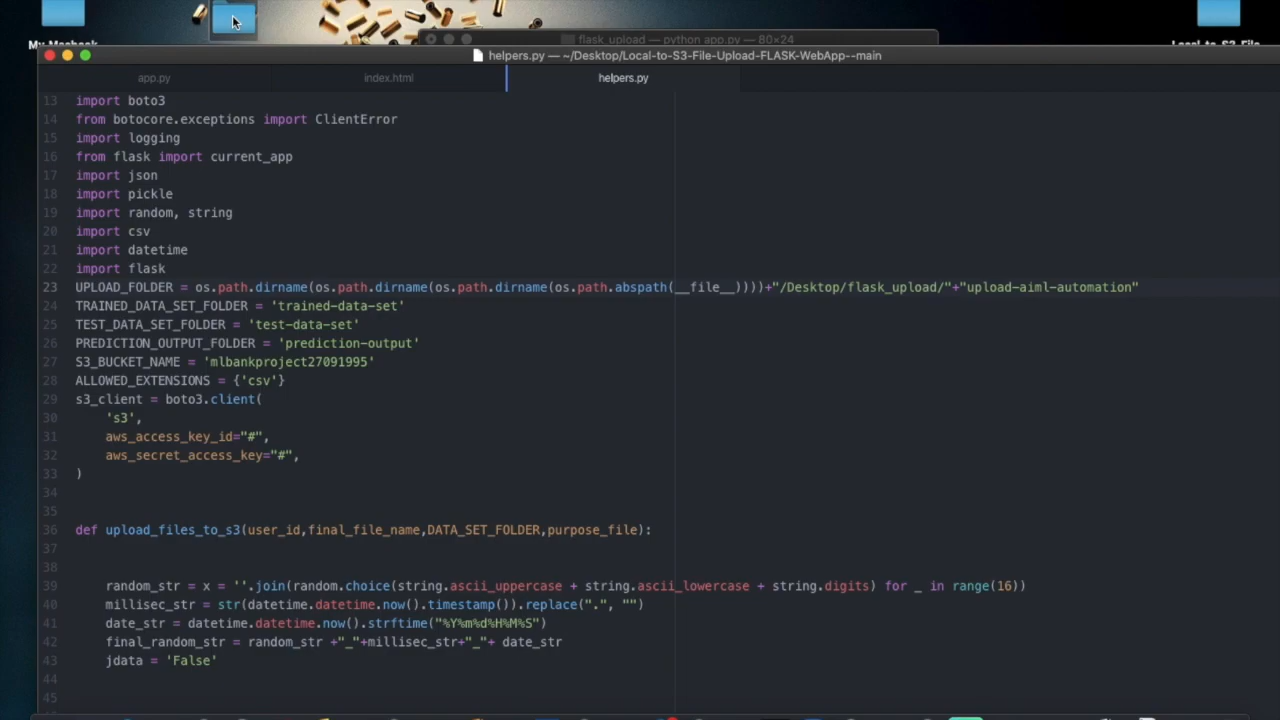 My Macbook
flask_upload — python app.py — 80×24
helpers.py — ~/Desktop/Local-to-S3-File-Upload-FLASK-WebApp--main
app.py
index.html
helpers.py
13 import boto3
14 from botocore.exceptions import ClientError
15 import logging
16 from flask import current_app
17 import json
18 import pickle
19 import random, string
20 import csv
21 import datetime
22 import flask
23 UPLOAD_FOLDER = os.path.dirname(os.path.dirname(os.path.dirname(os.path.abspath(__file__))))+"/Desktop/flask_upload/"+"upload-aiml-automation"
24 TRAINED_DATA_SET_FOLDER = 'trained-data-set'
25 TEST_DATA_SET_FOLDER = 'test-data-set'
26 PREDICTION_OUTPUT_FOLDER = 'prediction-output'
27 S3_BUCKET_NAME = 'mlbankproject27091995'
28 ALLOWED_EXTENSIONS = {'csv'}
29 s3_client = boto3.client(
30     's3',
31     aws_access_key_id="#",
32     aws_secret_access_key="#",
33 )
34
35
36 def upload_files_to_s3(user_id,final_file_name,DATA_SET_FOLDER,purpose_file):
37
38
39     random_str = x = ''.join(random.choice(string.ascii_uppercase + string.ascii_lowercase + string.digits) for _ in range(16))
40     millisec_str = str(datetime.datetime.now().timestamp()).replace(".", "")
41     date_str = datetime.datetime.now().strftime("%Y%m%d%H%M%S")
42     final_random_str = random_str +"_"+millisec_str+"_"+ date_str
43     jdata = 'False'
44
45